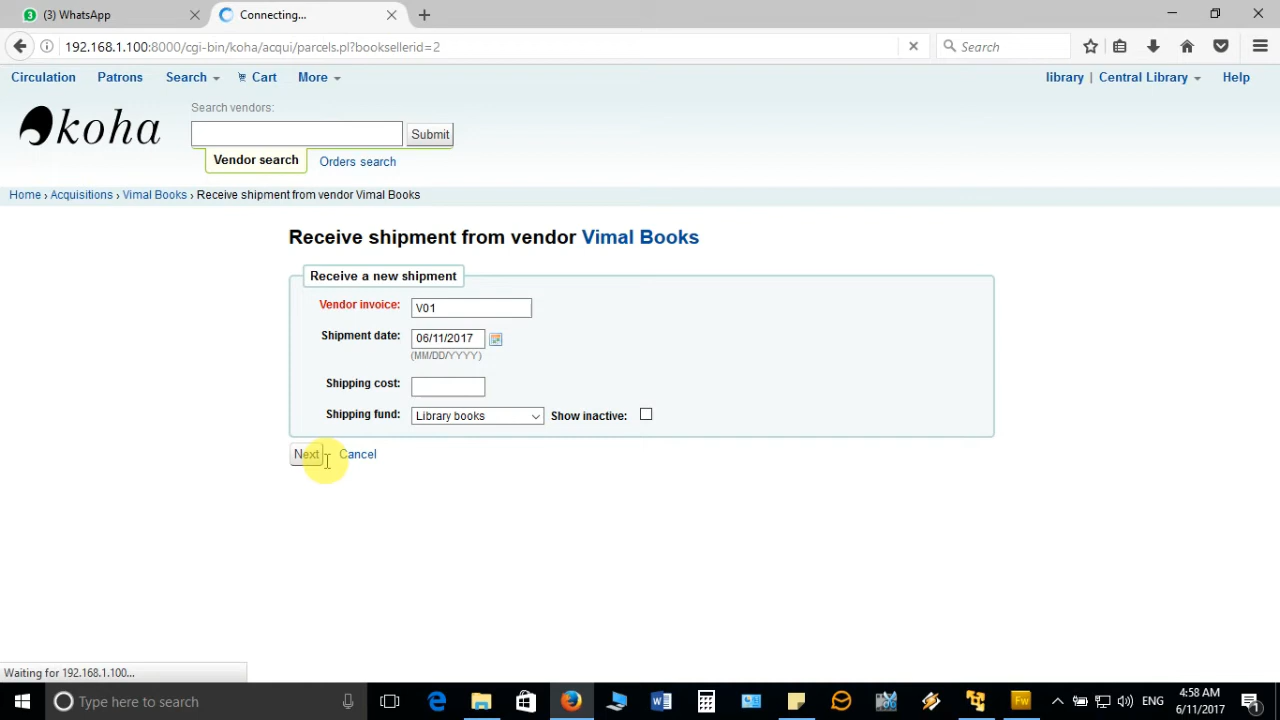 3
(3) WhatsApp
Connecting...
192.168.1.100:8000/cgi-bin/koha/acqui/parcels.pl?booksellerid=2
Search
Circulation Patrons Search Cart More
library | Central Library Help
koha
Search vendors:
Submit
Vendor search Orders search
Home › Acquisitions › Vimal Books › Receive shipment from vendor Vimal Books
Receive shipment from vendor Vimal Books
Receive a new shipment
Vendor invoice: V01
Shipment date: 06/11/2017
(MM/DD/YYYY)
Shipping cost:
Shipping fund: Library books Show inactive:
Next Cancel
Waiting for 192.168.1.100...
Type here to search
Fw
ENG
4:58 AM
6/11/2017
1